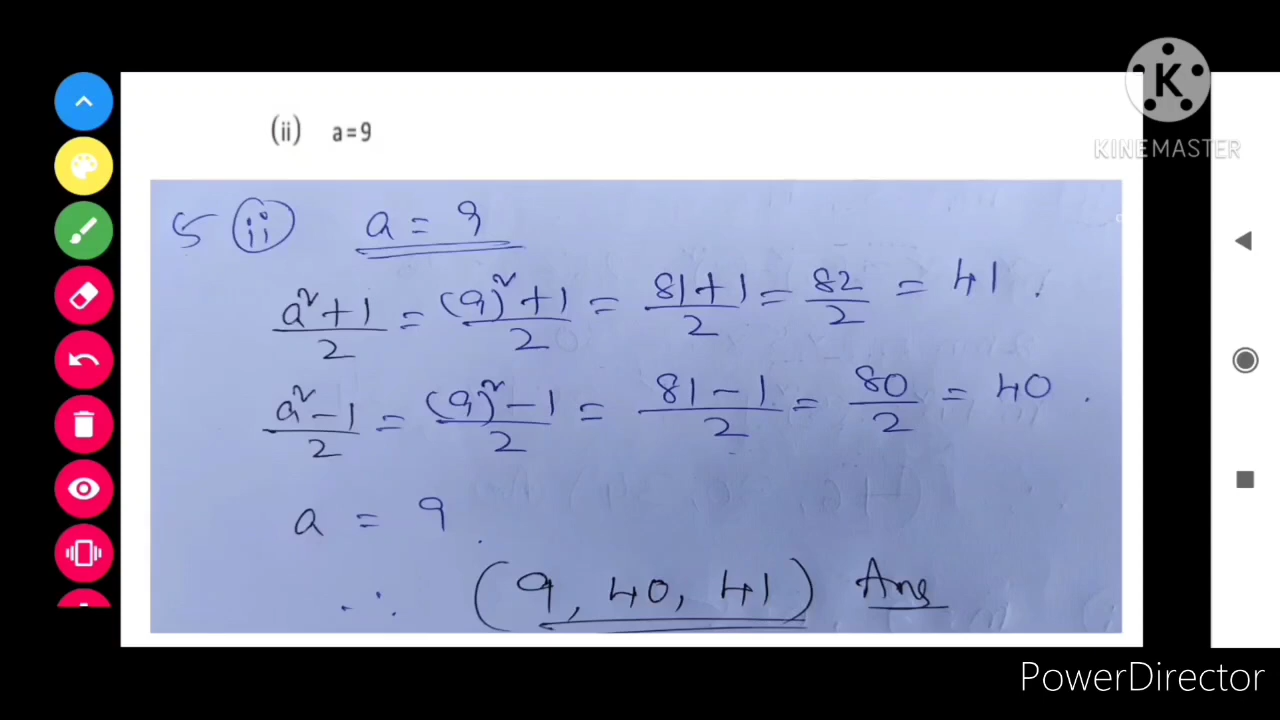 (ii) a=9
K
KINEMASTER
5 (ii) a = 9
a²+1/2 = (9)²+1/2 = 81+1/2 = 82/2 = 41.
a²-1/2 = (9)²-1/2 = 81-1/2 = 80/2 = 40.
a = 9.
∴ (9, 40, 41) Ans
PowerDirector